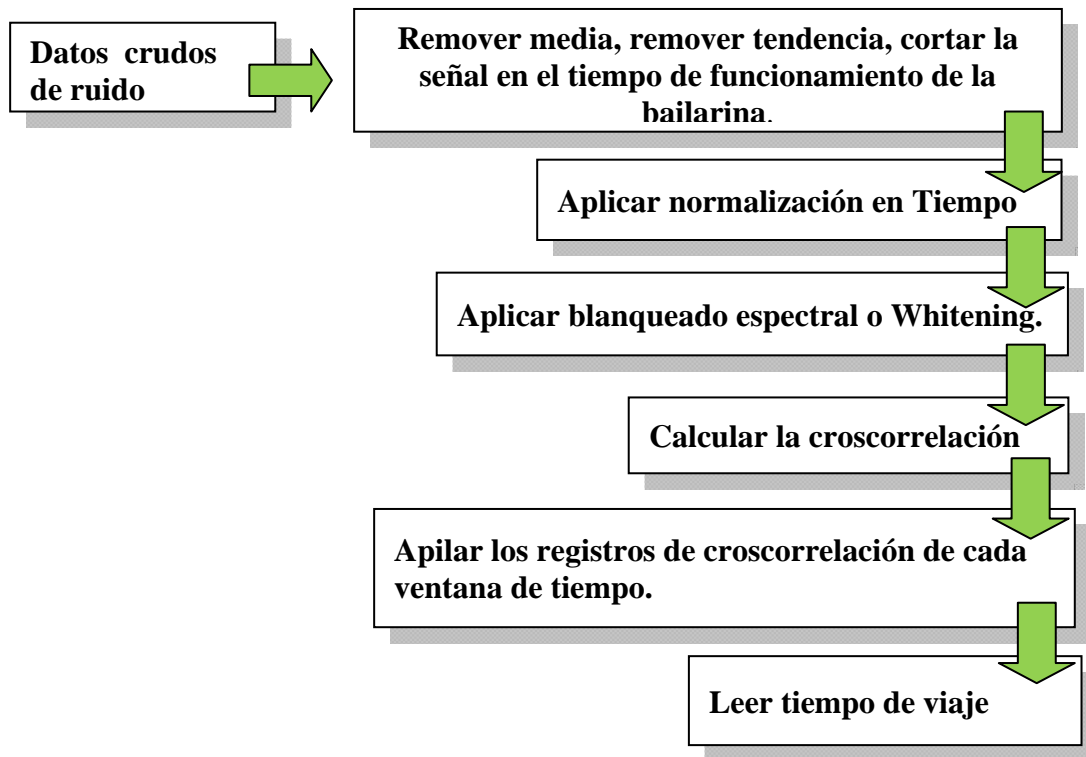 Datos crudos
de ruido
Remover media, remover tendencia, cortar la
señal en el tiempo de funcionamiento de la
bailarina.
Aplicar normalización en Tiempo
Aplicar blanqueado espectral o Whitening.
Calcular la croscorrelación
Apilar los registros de croscorrelación de cada
ventana de tiempo.
Leer tiempo de viaje